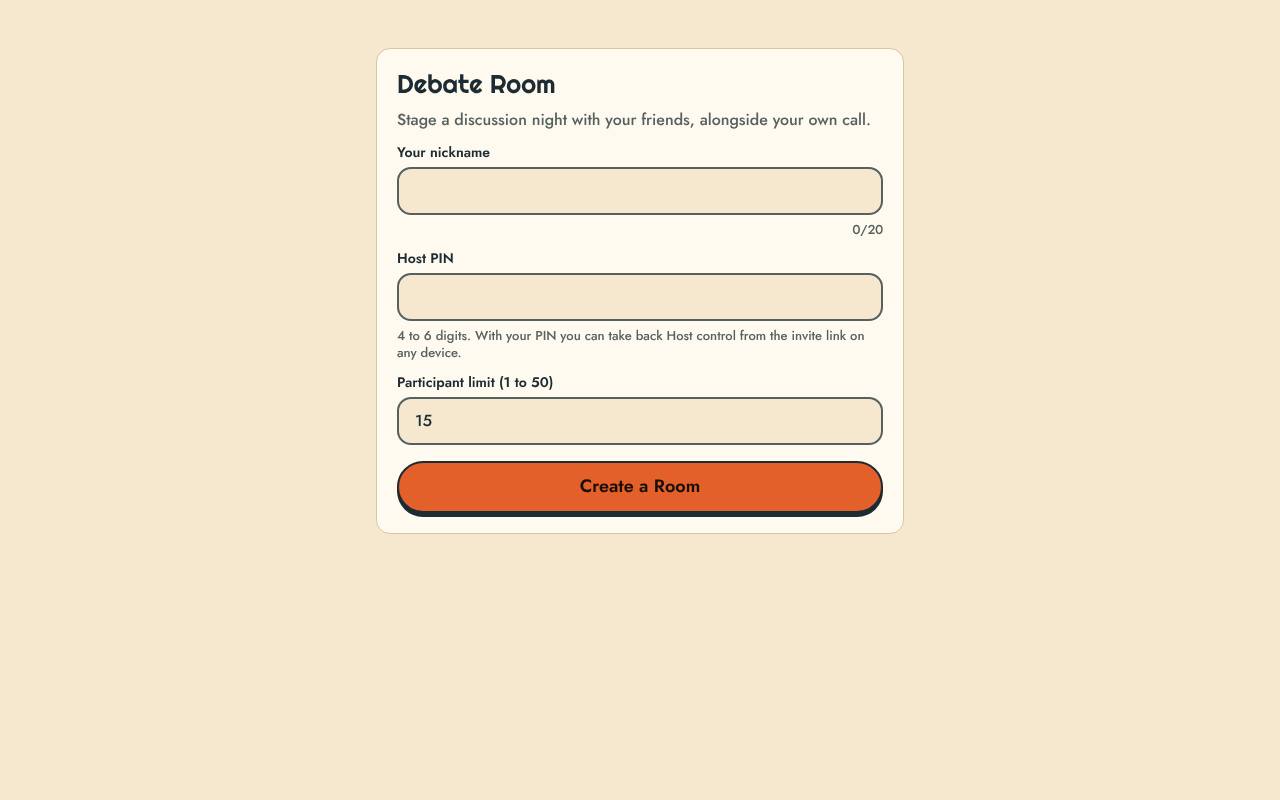 Debate Room
Stage a discussion night with your friends, alongside your own call.
Your nickname
0/20
Host PIN
4 to 6 digits. With your PIN you can take back Host control from the invite link on
any device.
Participant limit (1 to 50)
15
Create a Room